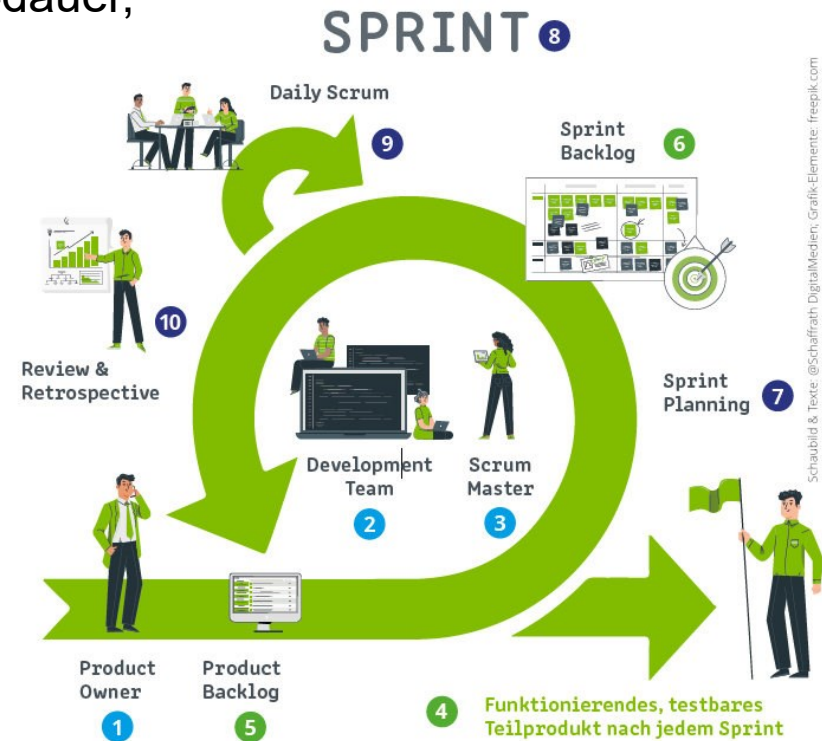 dauer,
SPRINT 8
Daily Scrum
9
Sprint
Backlog 6
10
Review &
Retrospective
Sprint
Planning 7
Development
Team
2
Scrum
Master
3
Product
Owner
1
Product
Backlog
5
4 Funktionierendes, testbares
Teilprodukt nach jedem Sprint
Schaubild & Texte: @Schaffrath DigitalMedien; Grafik-Elemente: freepik.com